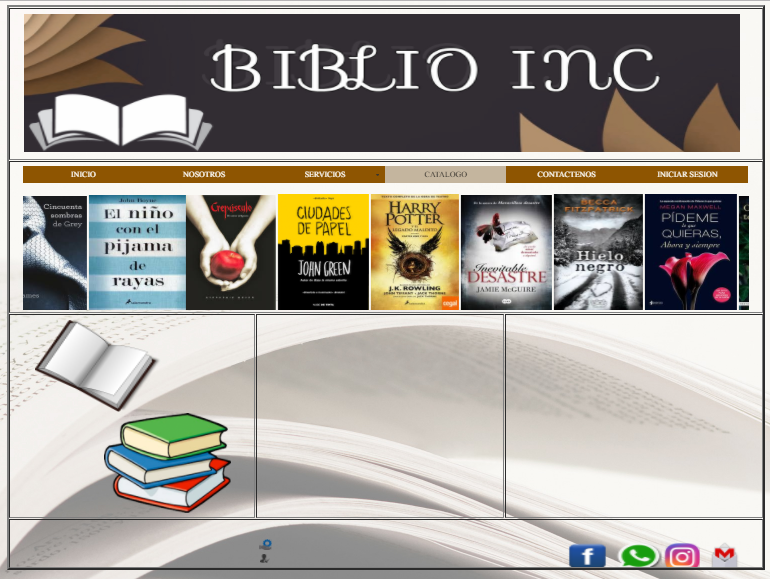 BIBLIO INC
INICIO NOSOTROS SERVICIOS CATALOGO CONTACTENOS INICIAR SESION
Cincuenta
sombras
de Grey
John Boyne
El niño
con el
pijama
de
rayas
Crepúsculo
STEPHENIE MEYER
CIUDADES
DE PAPEL
JOHN GREEN
HARRY
POTTER
LEGADO MALDITO
J.K. ROWLING
JOHN TIFFANY JACK THORNE
Inevitable
DESASTRE
JAMIE McGUIRE
BECCA
FITZPATRICK
Hielo
negro
MEGAN MAXWELL
PÍDEME
lo que
QUIERAS,
Ahora y siempre
f